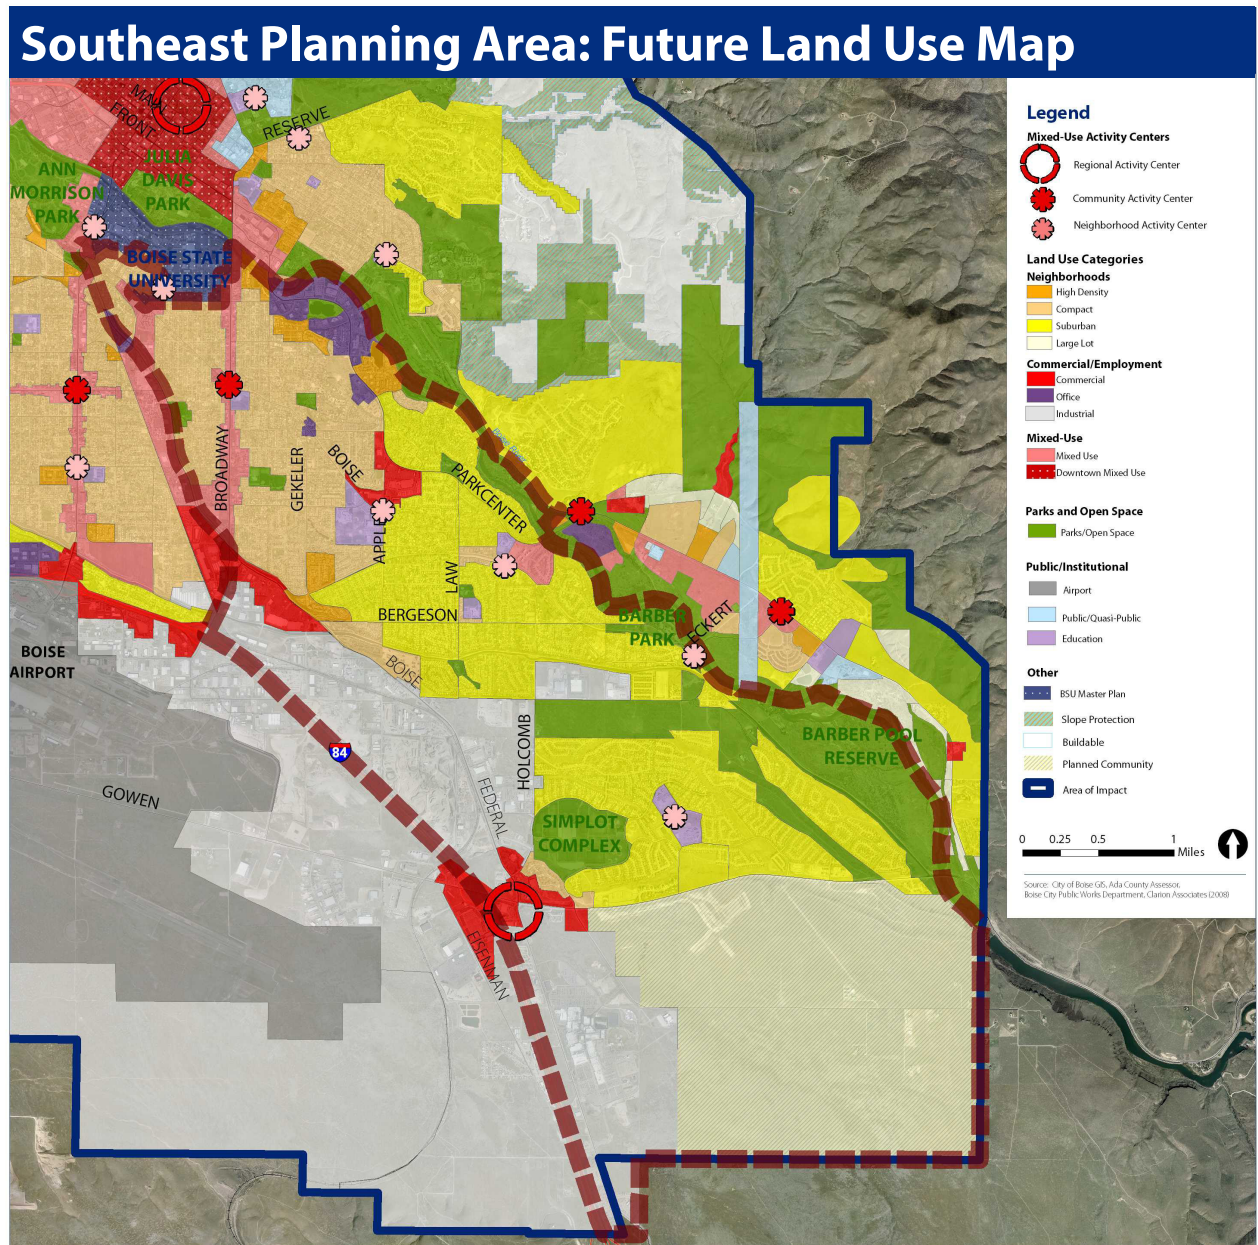 Southeast Planning Area: Future Land Use Map
MAIN
FRONT
RESERVE
JULIA
DAVIS
PARK
ANN
MORRISON
PARK
BOISE STATE
UNIVERSITY
BROADWAY
GEKELER
BOISE
APPLE
PARKCENTER
Boise River
LAW
BERGESON
BARBER
PARK
ECKERT
BOISE
AIRPORT
BOISE
HOLCOMB
BARBER POOL
RESERVE
84
GOWEN
FEDERAL
SIMPLOT
COMPLEX
EISENMAN
Legend
Mixed-Use Activity Centers
Regional Activity Center
Community Activity Center
Neighborhood Activity Center
Land Use Categories
Neighborhoods
High Density
Compact
Suburban
Large Lot
Commercial/Employment
Commercial
Office
Industrial
Mixed-Use
Mixed Use
Downtown Mixed Use
Parks and Open Space
Parks/Open Space
Public/Institutional
Airport
Public/Quasi-Public
Education
Other
BSU Master Plan
Slope Protection
Buildable
Planned Community
Area of Impact
0 0.25 0.5 1
Miles
Source: City of Boise GIS, Ada County Assessor,
Boise City Public Works Department, Clarion Associates (2008)